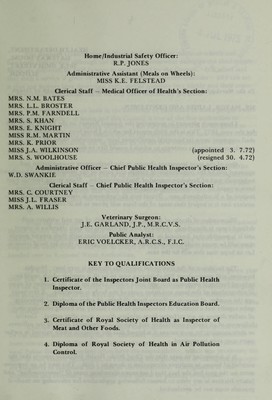 Home/Industrial Safety Officer:
R.P. JONES
Administrative Assistant (Meals on Wheels):
MISS K.E. FELSTEAD
Clerical Staff – Medical Officer of Health's Section:
MRS. N.M. BATES
MRS. L.L. BROSTER
MRS. P.M. FARNDELL
MRS. S. KHAN
MRS. E. KNIGHT
MISS R.M. MARTIN
MRS. K. PRIOR
MISS J.A. WILKINSON (appointed 3. 7.72)
MRS. S. WOOLHOUSE (resigned 30. 4.72)
Administrative Officer – Chief Public Health Inspector's Section:
W.D. SWANKIE
Clerical Staff – Chief Public Health Inspector's Section:
MRS. C. COURTNEY
MISS J.L. FRASER
MRS. A. WILLIS
Veterinary Surgeon:
J.E. GARLAND, J.P., M.R.C.V.S.
Public Analyst:
ERIC VOELCKER, A.R.C.S., F.I.C.
KEY TO QUALIFICATIONS
1. Certificate of the Inspectors Joint Board as Public Health
Inspector.
2. Diploma of the Public Health Inspectors Education Board.
3. Certificate of Royal Society of Health as Inspector of
Meat and Other Foods.
4. Diploma of Royal Society of Health in Air Pollution
Control.